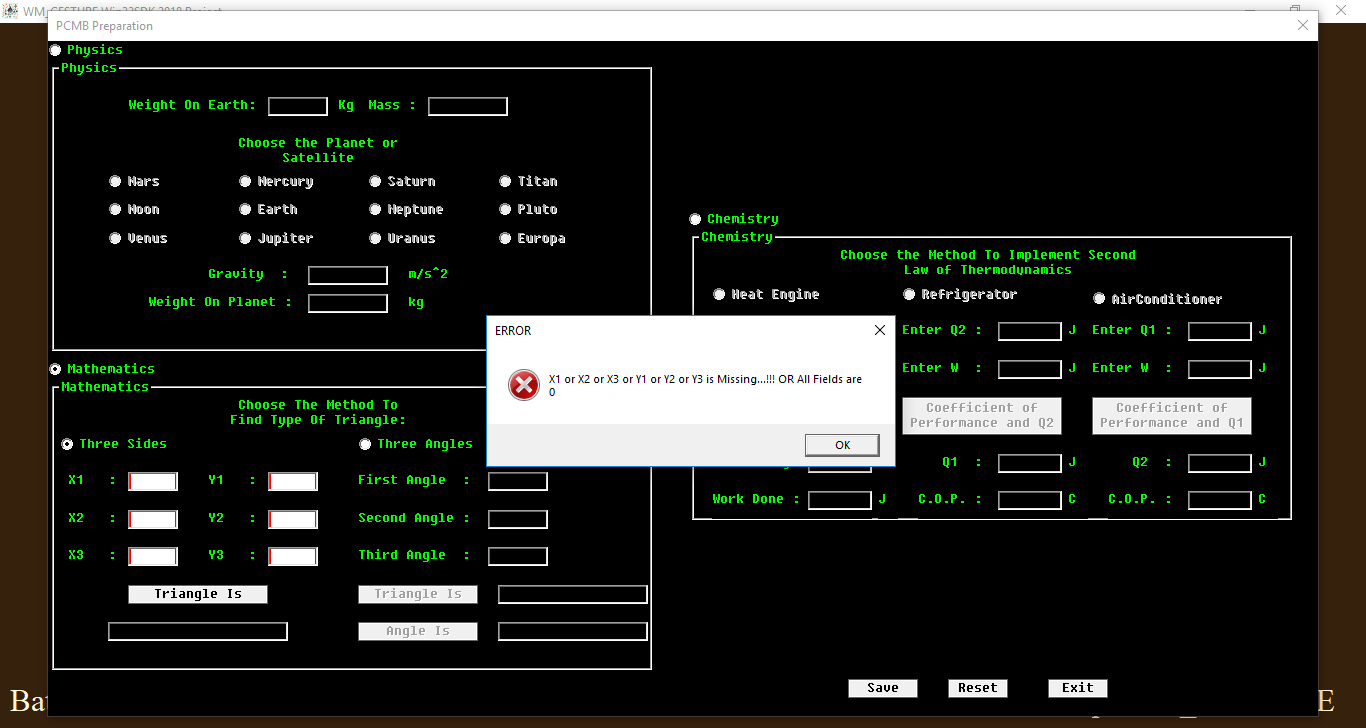 WM_GESTURE Win32SDK 2018 Project
PCMB Preparation
Physics
Physics
Weight On Earth: Kg Mass :
Choose the Planet or
Satellite
Mars Mercury Saturn Titan
Moon Earth Neptune Pluto
Venus Jupiter Uranus Europa
Gravity : m/s^2
Weight On Planet : kg
Mathematics
Mathematics
Choose The Method To
Find Type Of Triangle:
Three Sides Three Angles
X1 : Y1 : First Angle :
X2 : Y2 : Second Angle :
X3 : Y3 : Third Angle :
Triangle Is Triangle Is
Angle Is
Chemistry
Chemistry
Choose the Method To Implement Second
Law of Thermodynamics
Heat Engine Refrigerator AirConditioner
Enter Q2 : J Enter Q1 : J
Enter W : J Enter W : J
Coefficient of
Performance and Q2
Coefficient of
Performance and Q1
Q1 : J Q2 : J
Work Done : J C.O.P. : C C.O.P. : C
ERROR
X1 or X2 or X3 or Y1 or Y2 or Y3 is Missing...!!! OR All Fields are
0
OK
Save Reset Exit
E